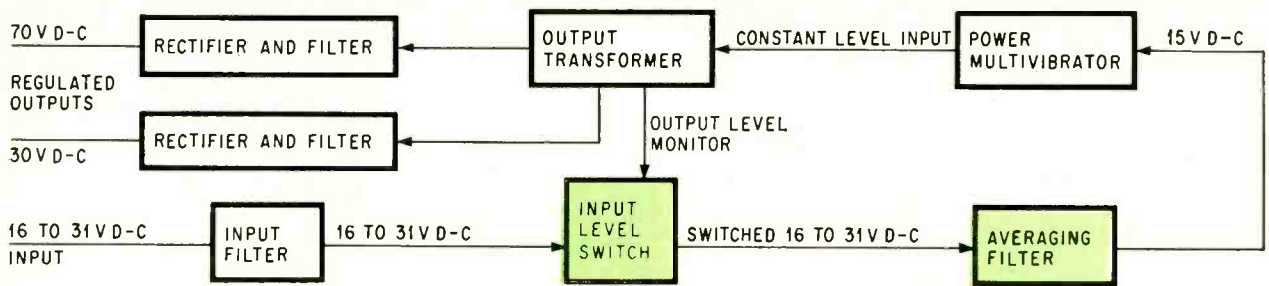 70 V D-C
RECTIFIER AND FILTER
OUTPUT
TRANSFORMER
CONSTANT LEVEL INPUT
POWER
MULTIVIBRATOR
15 V D-C
REGULATED
OUTPUTS
RECTIFIER AND FILTER
30 V D-C
OUTPUT LEVEL
MONITOR
16 TO 31 V D-C
INPUT
INPUT
FILTER
16 TO 31 V D-C
INPUT
LEVEL
SWITCH
SWITCHED 16 TO 31 V D-C
AVERAGING
FILTER